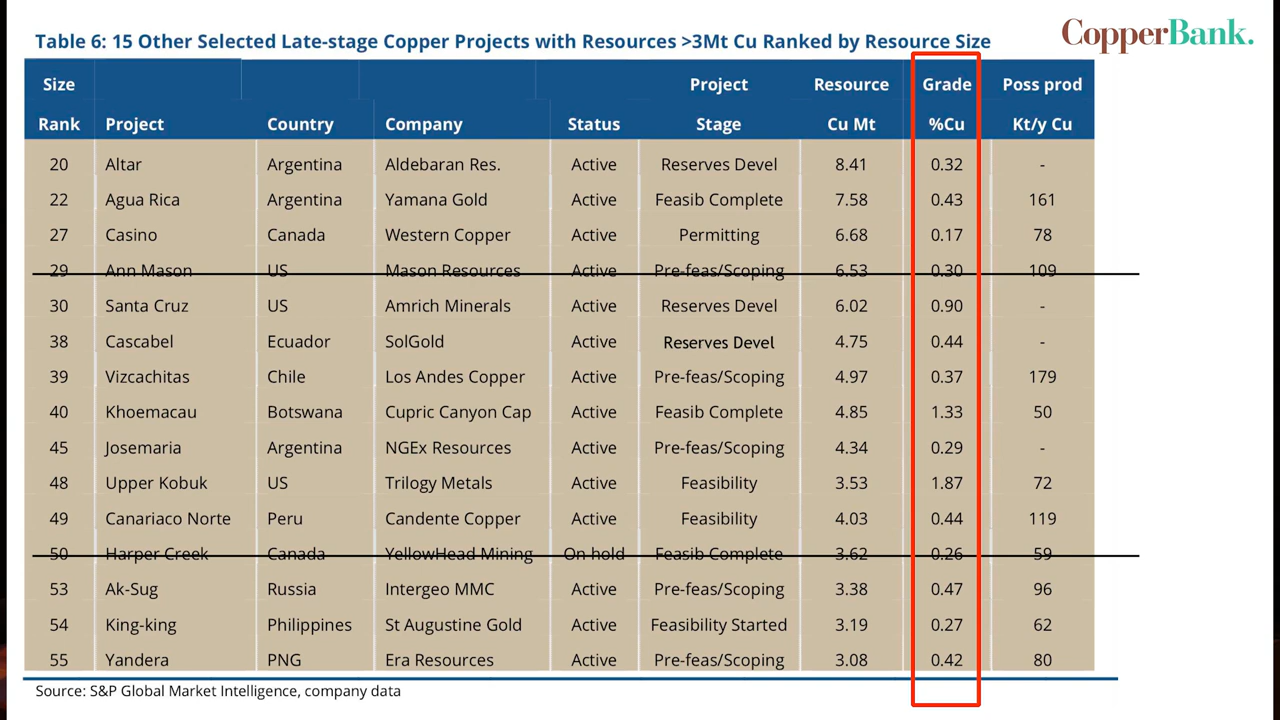 CopperBank.
Table 6: 15 Other Selected Late-stage Copper Projects with Resources >3Mt Cu Ranked by Resource Size
Size Project Resource Grade Poss prod
Rank Project Country Company Status Stage Cu Mt %Cu Kt/y Cu
20 Altar Argentina Aldebaran Res. Active Reserves Devel 8.41 0.32 -
22 Agua Rica Argentina Yamana Gold Active Feasib Complete 7.58 0.43 161
27 Casino Canada Western Copper Active Permitting 6.68 0.17 78
29 Ann Mason US Mason Resources Active Pre-feas/Scoping 6.53 0.30 109
30 Santa Cruz US Amrich Minerals Active Reserves Devel 6.02 0.90 -
38 Cascabel Ecuador SolGold Active Reserves Devel 4.75 0.44 -
39 Vizcachitas Chile Los Andes Copper Active Pre-feas/Scoping 4.97 0.37 179
40 Khoemacau Botswana Cupric Canyon Cap Active Feasib Complete 4.85 1.33 50
45 Josemaria Argentina NGEx Resources Active Pre-feas/Scoping 4.34 0.29 -
48 Upper Kobuk US Trilogy Metals Active Feasibility 3.53 1.87 72
49 Canariaco Norte Peru Candente Copper Active Feasibility 4.03 0.44 119
50 Harper Creek Canada YellowHead Mining On hold Feasib Complete 3.62 0.26 59
53 Ak-Sug Russia Intergeo MMC Active Pre-feas/Scoping 3.38 0.47 96
54 King-king Philippines St Augustine Gold Active Feasibility Started 3.19 0.27 62
55 Yandera PNG Era Resources Active Pre-feas/Scoping 3.08 0.42 80
Source: S&P Global Market Intelligence, company data